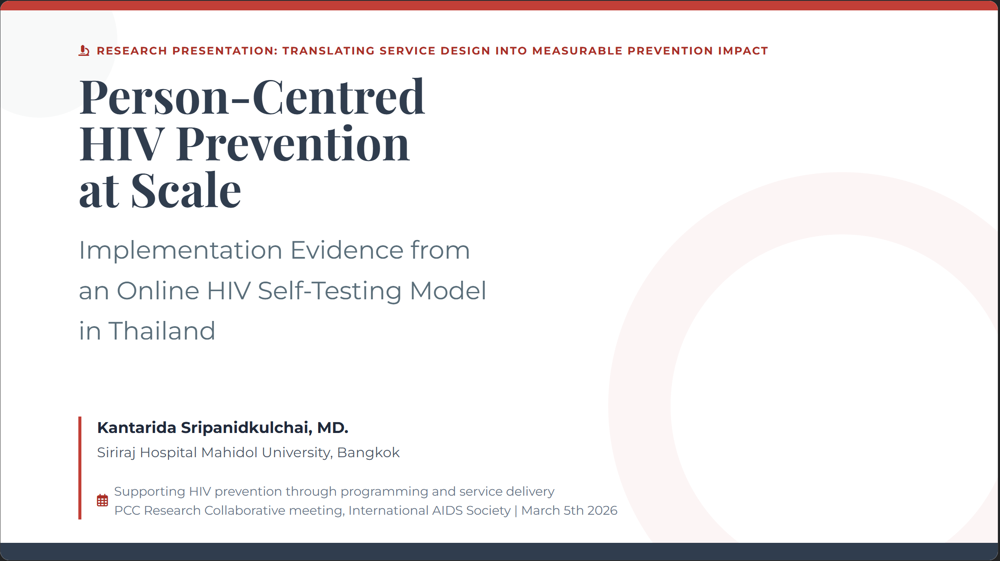 RESEARCH PRESENTATION: TRANSLATING SERVICE DESIGN INTO MEASURABLE PREVENTION IMPACT
Person-Centred
HIV Prevention
at Scale
Implementation Evidence from
an Online HIV Self-Testing Model
in Thailand
Kantarida Sripanidkulchai, MD.
Siriraj Hospital Mahidol University, Bangkok
Supporting HIV prevention through programming and service delivery
PCC Research Collaborative meeting, International AIDS Society | March 5th 2026